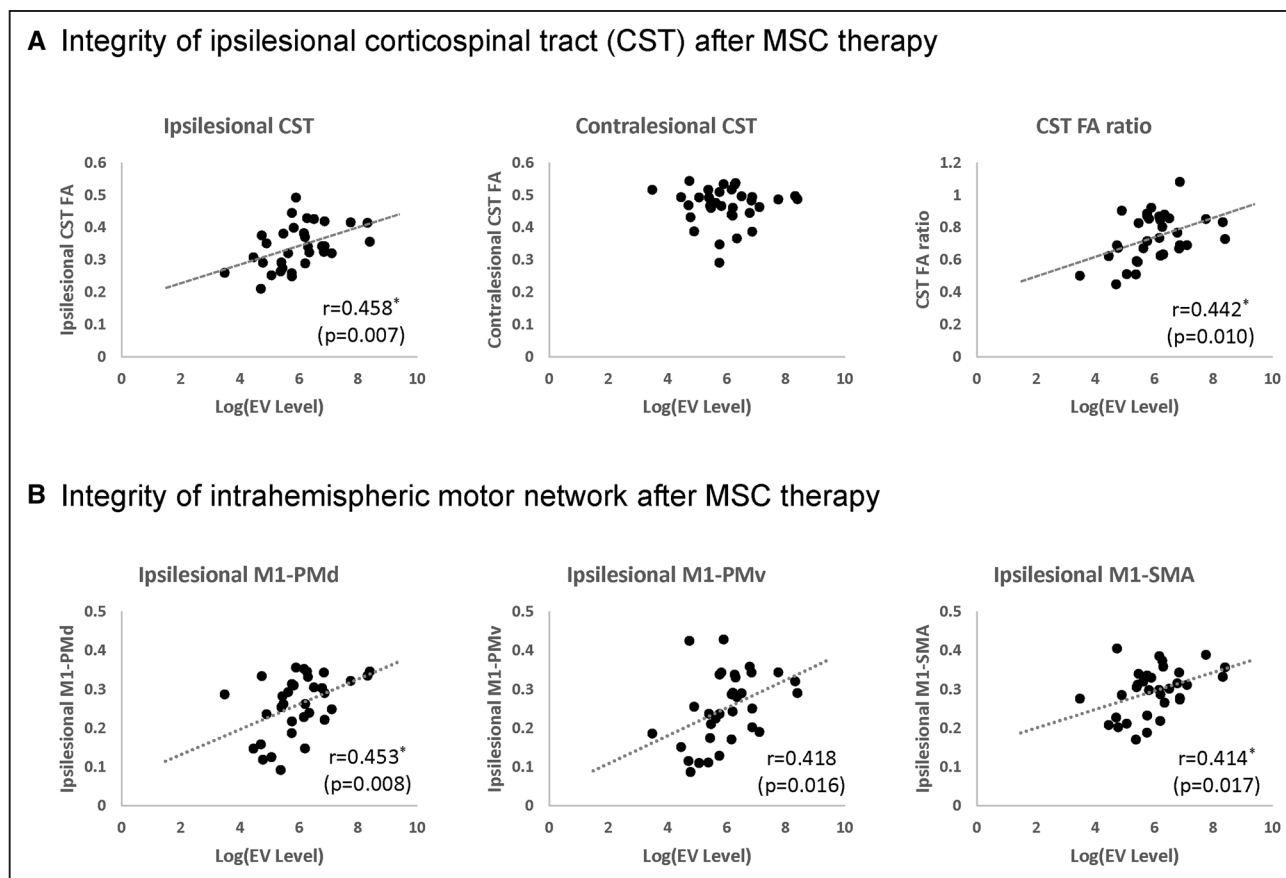 A Integrity of ipsilesional corticospinal tract (CST) after MSC therapy
Ipsilesional CST
Ipsilesional CST FA
0.6
0.5
0.4
0.3
0.2
0.1
0
r=0.458*
(p=0.007)
0 2 4 6 8 10
Log(EV Level)
Contralesional CST
Contralesional CST FA
0.6
0.5
0.4
0.3
0.2
0.1
0
0 2 4 6 8 10
Log(EV Level)
CST FA ratio
CST FA ratio
1.2
1
0.8
0.6
0.4
0.2
0
r=0.442*
(p=0.010)
0 2 4 6 8 10
Log(EV Level)
B Integrity of intrahemispheric motor network after MSC therapy
Ipsilesional M1-PMd
Ipsilesional M1-PMd
0.5
0.4
0.3
0.2
0.1
0
r=0.453*
(p=0.008)
0 2 4 6 8 10
Log(EV Level)
Ipsilesional M1-PMv
Ipsilesional M1-PMv
0.5
0.4
0.3
0.2
0.1
0
r=0.418
(p=0.016)
0 2 4 6 8 10
Log(EV Level)
Ipsilesional M1-SMA
Ipsilesional M1-SMA
0.5
0.4
0.3
0.2
0.1
0
r=0.414*
(p=0.017)
0 2 4 6 8 10
Log(EV Level)